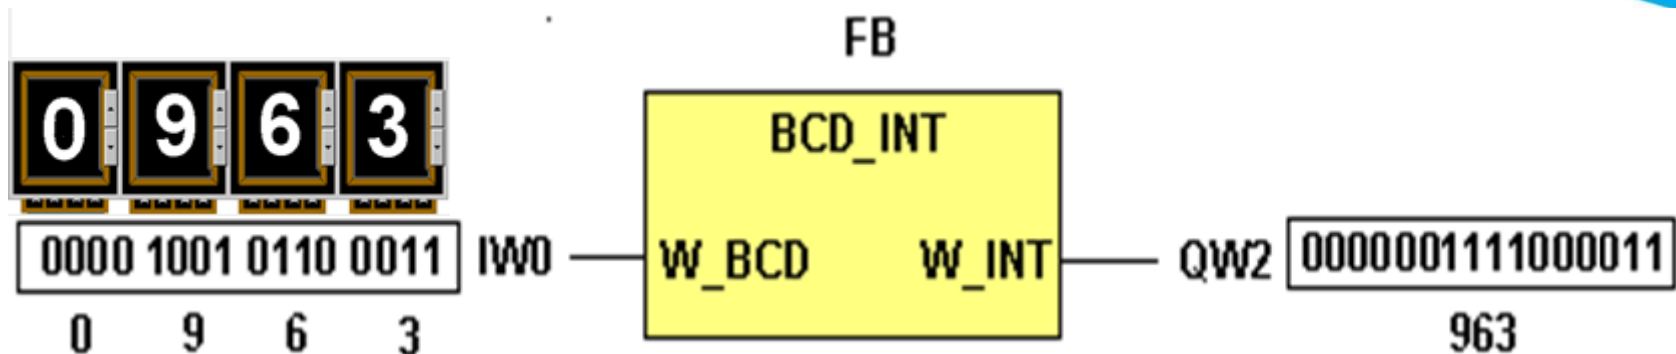 FB
0 9 6 3
BCD_INT
0000 1001 0110 0011 IW0 W_BCD W_INT QW2 0000001111000011
0 9 6 3 963